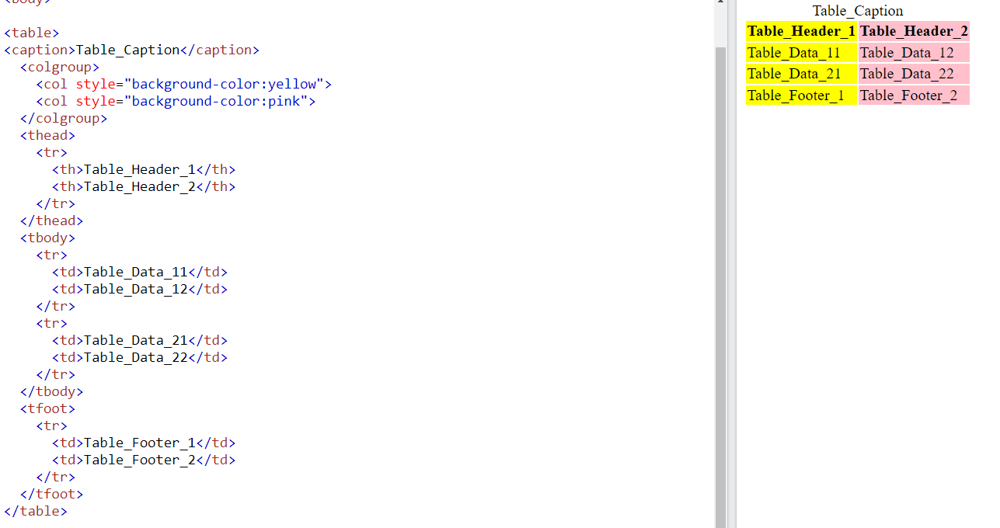 <body>
<table>
<caption>Table_Caption</caption>
<colgroup>
<col style="background-color:yellow">
<col style="background-color:pink">
</colgroup>
<thead>
<tr>
<th>Table_Header_1</th>
<th>Table_Header_2</th>
</tr>
</thead>
<tbody>
<tr>
<td>Table_Data_11</td>
<td>Table_Data_12</td>
</tr>
<tr>
<td>Table_Data_21</td>
<td>Table_Data_22</td>
</tr>
</tbody>
<tfoot>
<tr>
<td>Table_Footer_1</td>
<td>Table_Footer_2</td>
</tr>
</tfoot>
</table>
Table_Caption
Table_Header_1 Table_Header_2
Table_Data_11 Table_Data_12
Table_Data_21 Table_Data_22
Table_Footer_1 Table_Footer_2